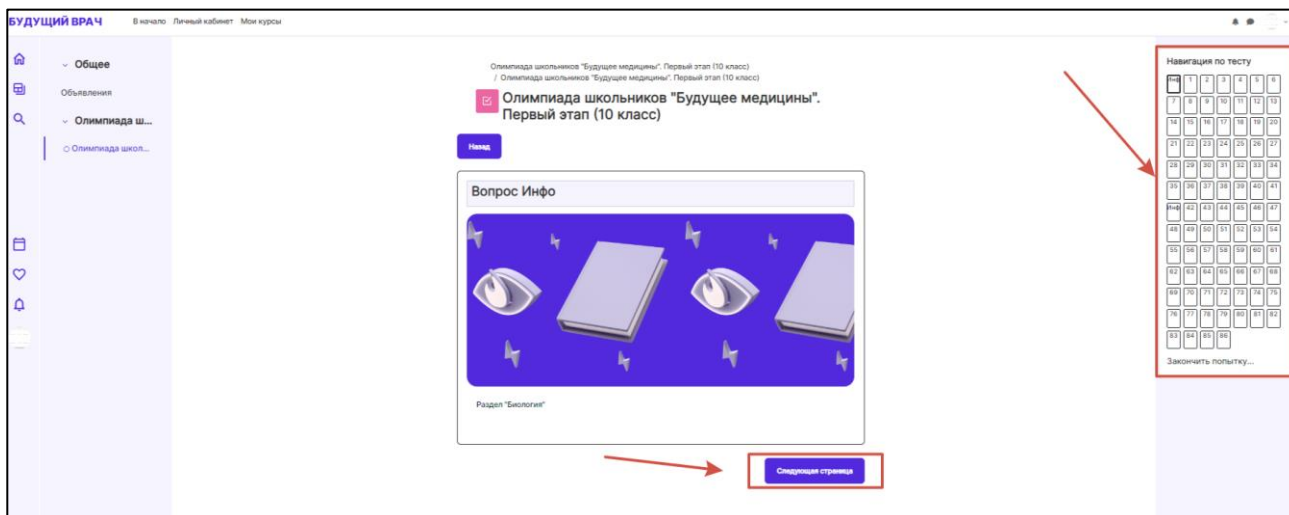 БУДУЩИЙ ВРАЧ В начало Личный кабинет Мои курсы
Общее
Объявления
Олимпиада ш...
Олимпиада школ...
Олимпиада школьников "Будущее медицины". Первый этап (10 класс)
/ Олимпиада школьников "Будущее медицины". Первый этап (10 класс)
Олимпиада школьников "Будущее медицины".
Первый этап (10 класс)
Назад
Вопрос Инфо
Раздел "Биология"
Следующая страница
Навигация по тесту
Инф 1 2 3 4 5 6
7 8 9 10 11 12 13
14 15 16 17 18 19 20
21 22 23 24 25 26 27
28 29 30 31 32 33 34
35 36 37 38 39 40 41
Инф 42 43 44 45 46 47
48 49 50 51 52 53 54
55 56 57 58 59 60 61
62 63 64 65 66 67 68
69 70 71 72 73 74 75
76 77 78 79 80 81 82
83 84 85 86
Закончить попытку...